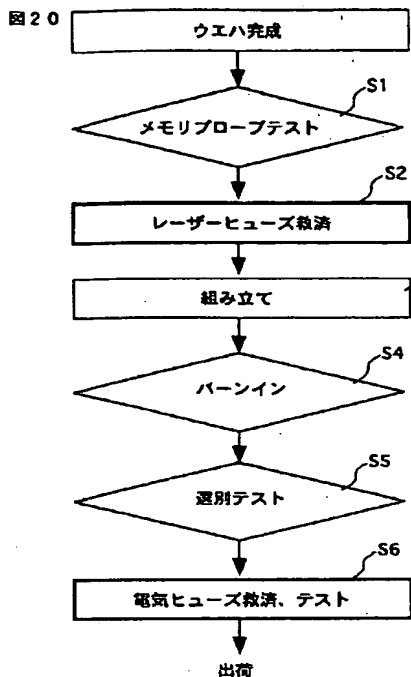 図20
ウエハ完成
S1
メモリプローブテスト
S2
レーザーヒューズ救済
組み立て
S4
バーンイン
S5
選別テスト
S6
電気ヒューズ救済、テスト
出荷